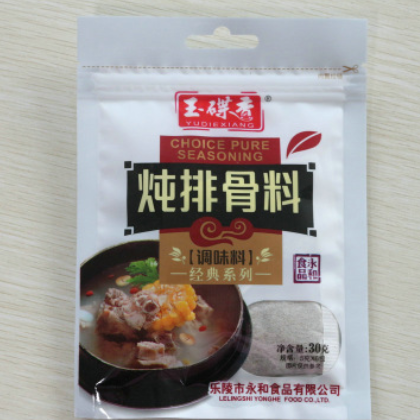 玉碟香®
YUDIEXIANG
CHOICE PURE
SEASONING
炖排骨料
【调味料】
经典系列
永和
食品
净含量:30克
乐陵市永和食品有限公司
LELINGSHI YONGHE FOOD CO.,LTD.